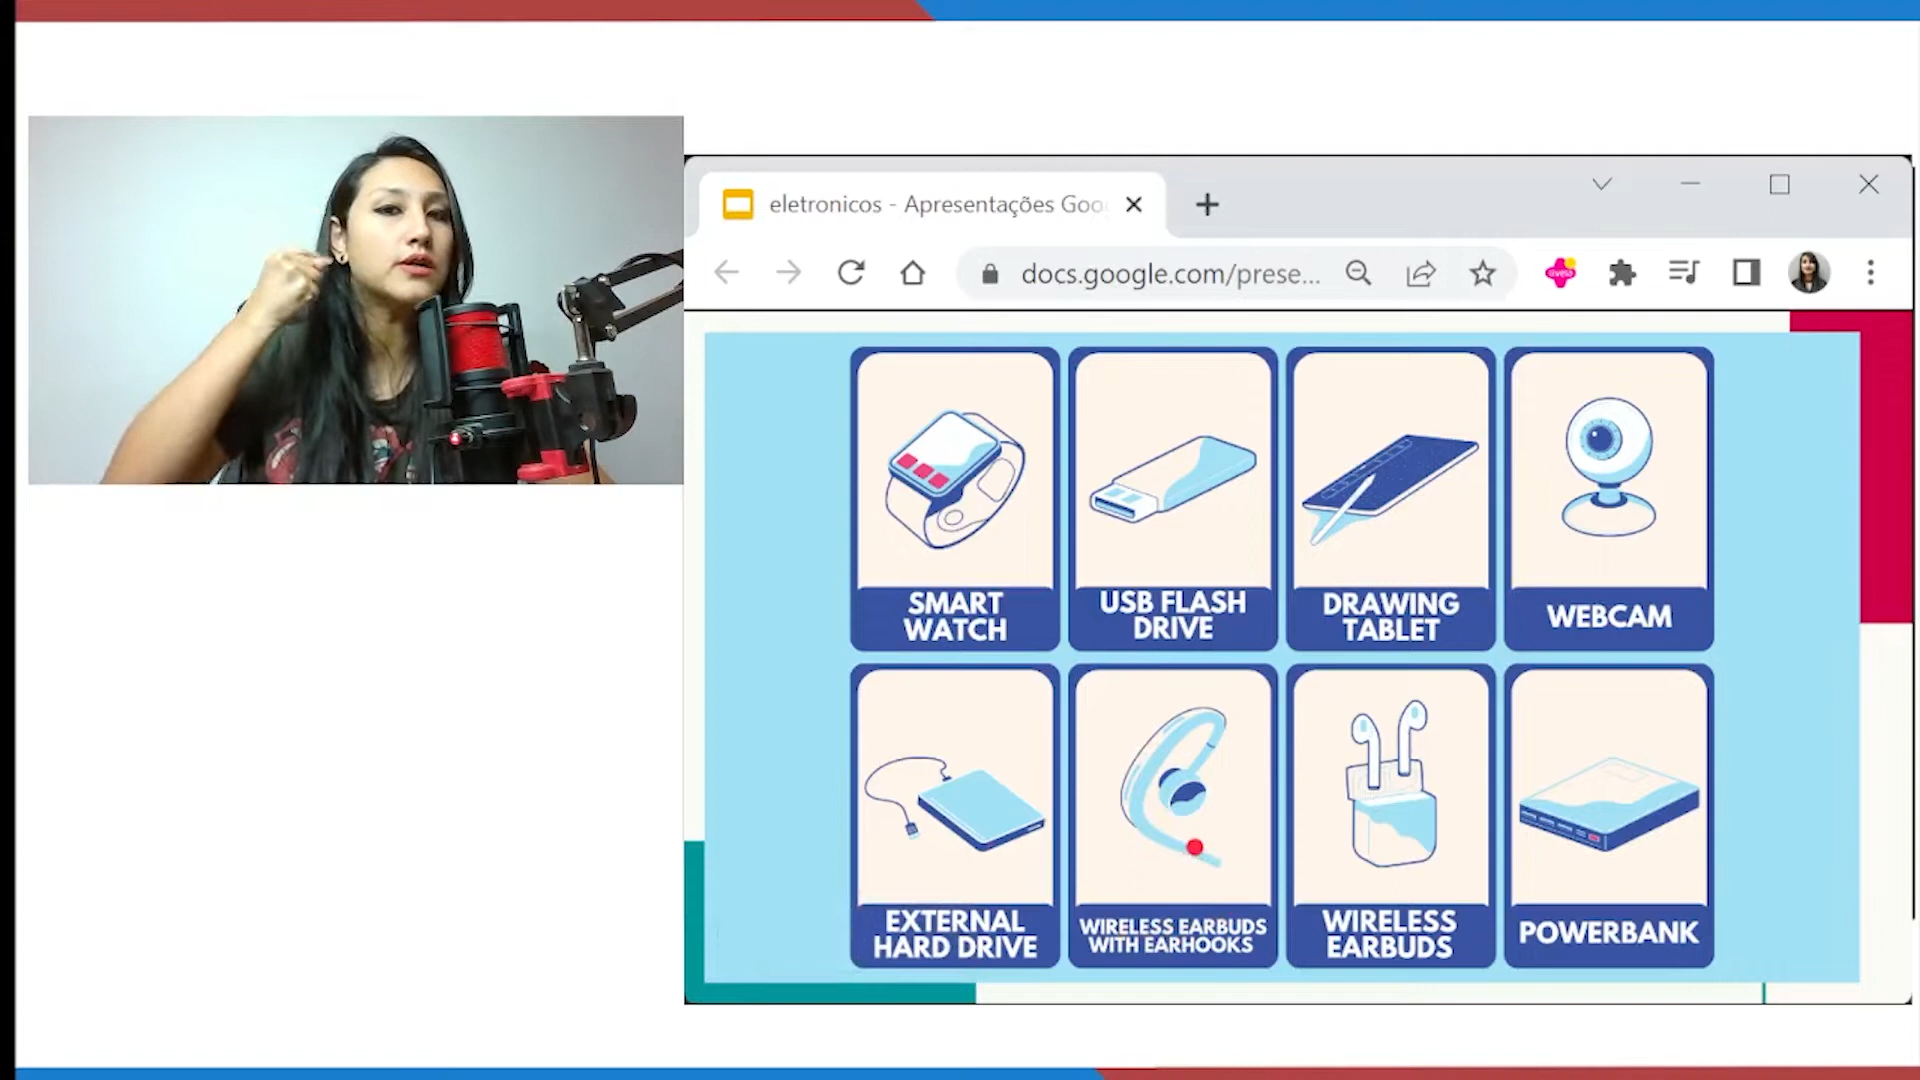 eletronicos - Apresentações Goo
docs.google.com/prese...
SMART
WATCH
USB FLASH
DRIVE
DRAWING
TABLET
WEBCAM
EXTERNAL
HARD DRIVE
WIRELESS EARBUDS
WITH EARHOOKS
WIRELESS
EARBUDS
POWERBANK